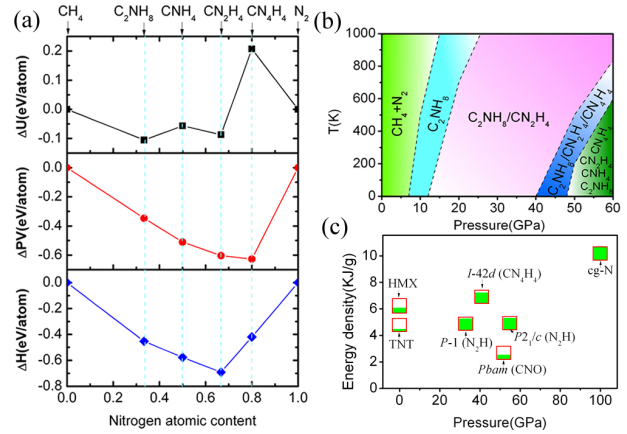 (a)
CH₄ C₂NH₈ CNH₄ CN₂H₄ CN₄H₄ N₂
ΔU(eV/atom)
0.2
0.1
0.0
-0.1
ΔPV(eV/atom)
0.0
-0.2
-0.4
-0.6
ΔH(eV/atom)
0.0
-0.2
-0.4
-0.6
-0.8
0.0 0.2 0.4 0.6 0.8 1.0
Nitrogen atomic content
(b)
T(K)
1000
800
600
400
200
0
CH₄+N₂
C₂NH₈
C₂NH₈/CN₂H₄
C₂NH₈/CN₂H₄/CN₄H₄
CN₄H₄
CN₂H₄
CNH₄
C₂NH₈
0 10 20 30 40 50 60
Pressure(GPa)
(c)
Energy density(KJ/g)
12
10
8
6
4
2
0
HMX
TNT
I-42d (CN₄H₄)
P-1 (N₂H)
P2₁/c (N₂H)
Pbam (CNO)
cg-N
0 20 40 60 80 100
Pressure(GPa)